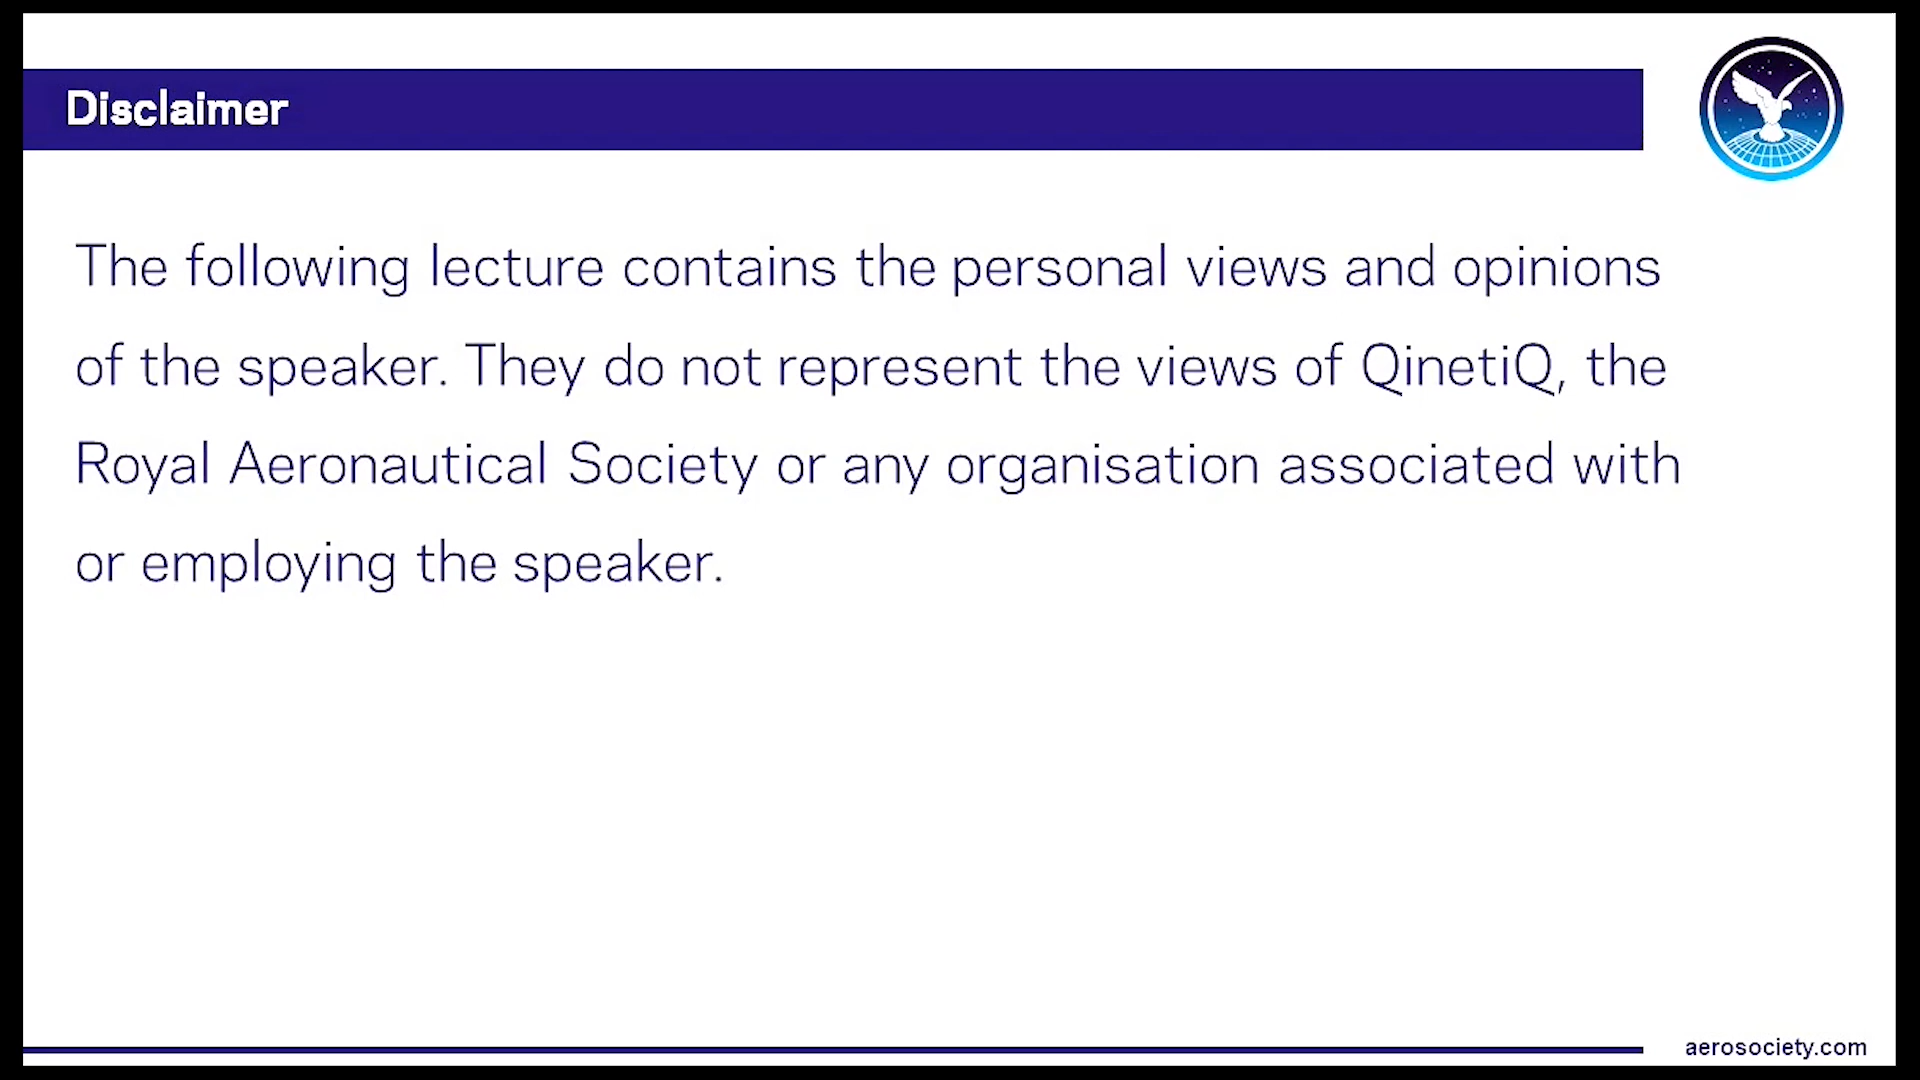 Disclaimer
The following lecture contains the personal views and opinions
of the speaker. They do not represent the views of QinetiQ, the
Royal Aeronautical Society or any organisation associated with
or employing the speaker.
aerosociety.com